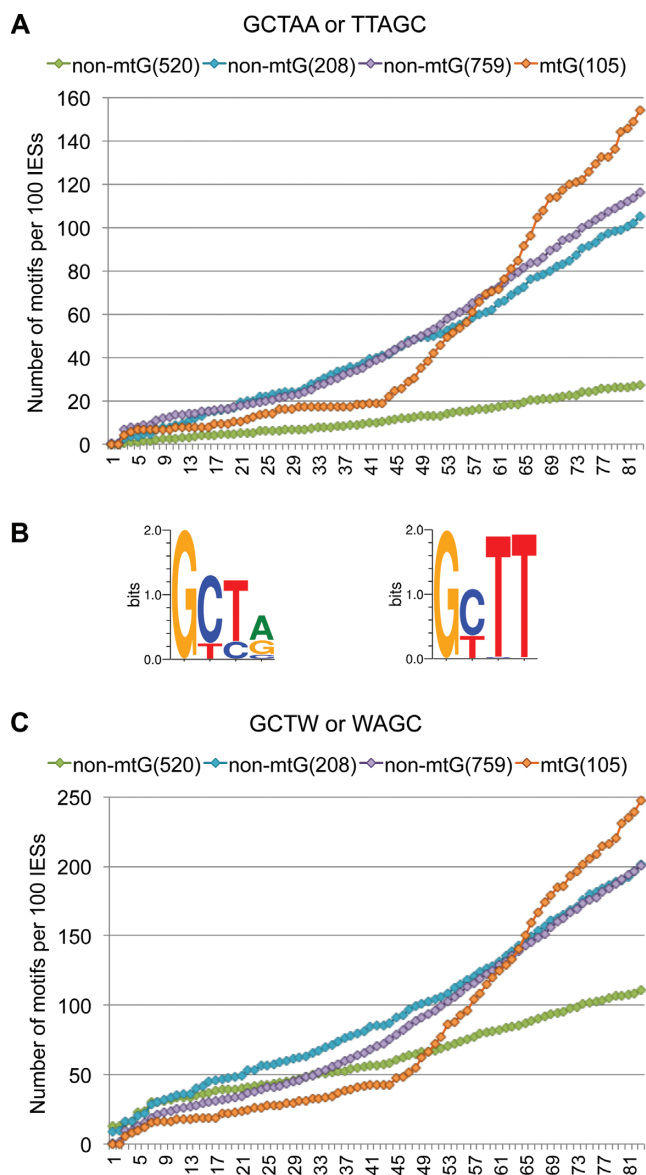 A
GCTAA or TTAGC
non-mtG(520) non-mtG(208) non-mtG(759) mtG(105)
Number of motifs per 100 IESs
160
140
120
100
80
60
40
20
0
1 5 9 13 17 21 25 29 33 37 41 45 49 53 57 61 65 69 73 77 81
B
bits
2.0
1.0
0.0
G C T A
T C G
bits
2.0
1.0
0.0
G C T T
T
C
GCTW or WAGC
non-mtG(520) non-mtG(208) non-mtG(759) mtG(105)
Number of motifs per 100 IESs
250
200
150
100
50
0
1 5 9 13 17 21 25 29 33 37 41 45 49 53 57 61 65 69 73 77 81